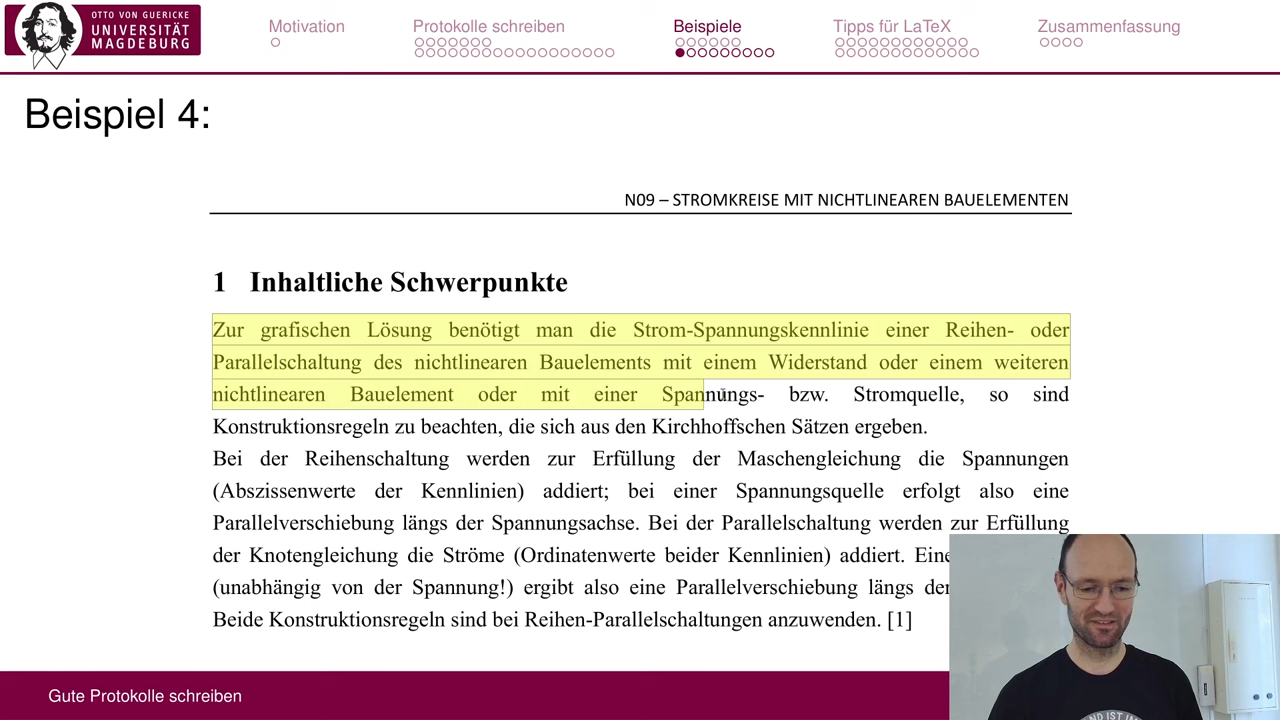 OTTO VON GUERICKE
UNIVERSITÄT
MAGDEBURG
Motivation
Protokolle schreiben
Beispiele
Tipps für LaTeX
Zusammenfassung
Beispiel 4:
N09 – STROMKREISE MIT NICHTLINEAREN BAUELEMENTEN
1 Inhaltliche Schwerpunkte
Zur grafischen Lösung benötigt man die Strom-Spannungskennlinie einer Reihen- oder
Parallelschaltung des nichtlinearen Bauelements mit einem Widerstand oder einem weiteren
nichtlinearen Bauelement oder mit einer Spannungs- bzw. Stromquelle, so sind
Konstruktionsregeln zu beachten, die sich aus den Kirchhoffschen Sätzen ergeben.
Bei der Reihenschaltung werden zur Erfüllung der Maschengleichung die Spannungen
(Abszissenwerte der Kennlinien) addiert; bei einer Spannungsquelle erfolgt also eine
Parallelverschiebung längs der Spannungsachse. Bei der Parallelschaltung werden zur Erfüllung
der Knotengleichung die Ströme (Ordinatenwerte beider Kennlinien) addiert.
(unabhängig von der Spannung!) ergibt also eine Parallelverschiebung längs
Beide Konstruktionsregeln sind bei Reihen-Parallelschaltungen anzuwenden. [1]
Gute Protokolle schreiben